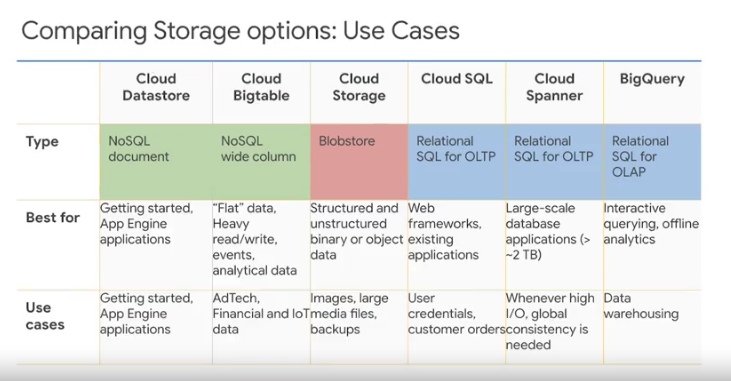 Comparing Storage options: Use Cases
Cloud Datastore
Cloud Bigtable
Cloud Storage
Cloud SQL
Cloud Spanner
BigQuery
Type
NoSQL document
NoSQL wide column
Blobstore
Relational SQL for OLTP
Relational SQL for OLTP
Relational SQL for OLAP
Best for
Getting started, App Engine applications
“Flat” data, Heavy read/write, events, analytical data
Structured and unstructured binary or object data
Web frameworks, existing applications
Large-scale database applications (> ~2 TB)
Interactive querying, offline analytics
Use cases
Getting started, App Engine applications
AdTech, Financial and IoT data
Images, large media files, backups
User credentials, customer orders
Whenever high I/O, global consistency is needed
Data warehousing